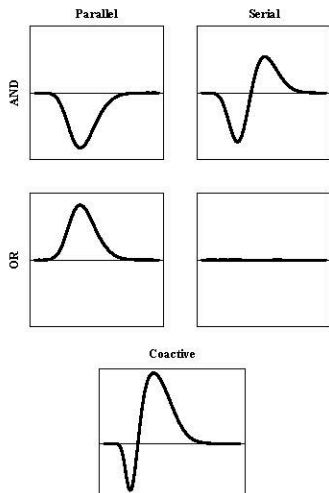 Parallel
Serial
AND
OR
Coactive